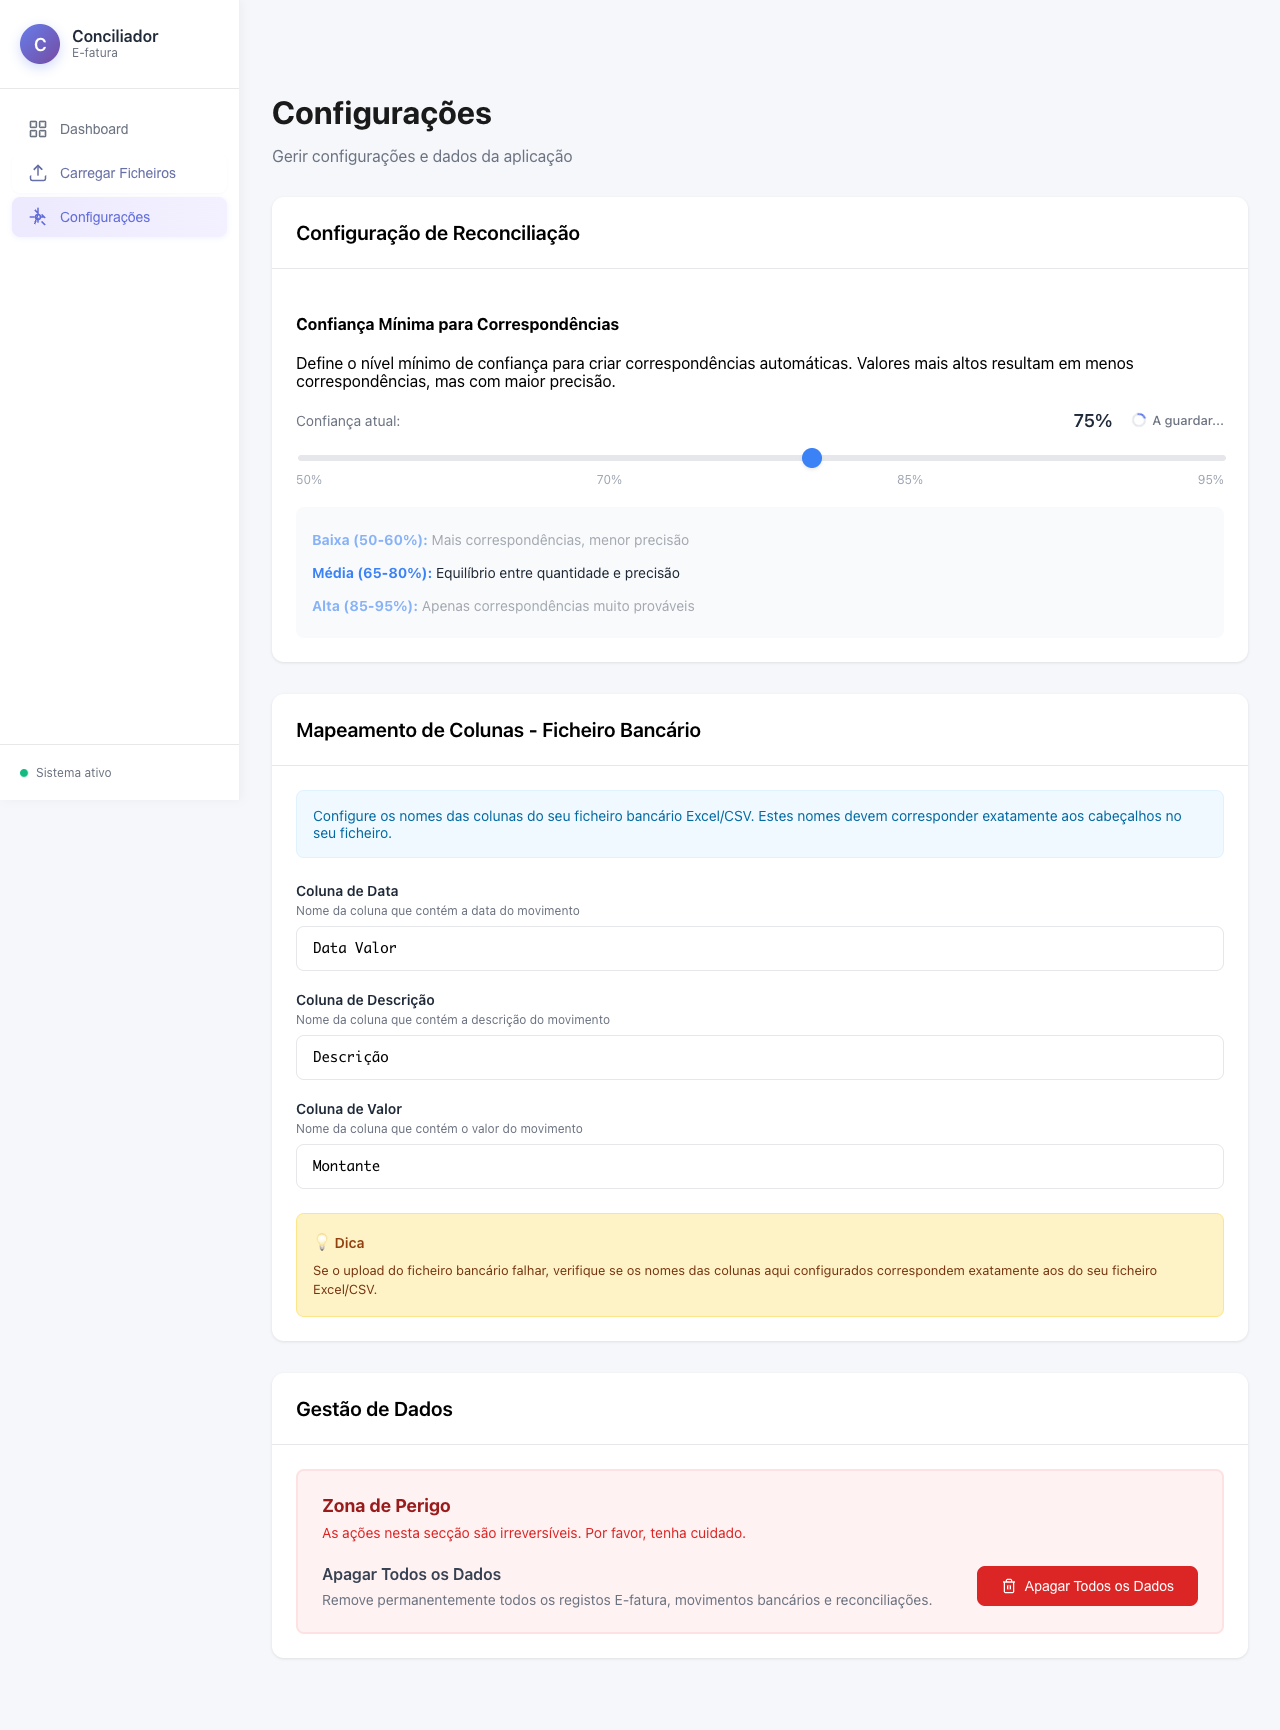 C
Conciliador
E-fatura
Dashboard
Carregar Ficheiros
Configurações
Sistema ativo
Configurações
Gerir configurações e dados da aplicação
Configuração de Reconciliação
Confiança Mínima para Correspondências
Define o nível mínimo de confiança para criar correspondências automáticas. Valores mais altos resultam em menos
correspondências, mas com maior precisão.
Confiança atual:
75%
A guardar...
50%
70%
85%
95%
Baixa (50-60%): Mais correspondências, menor precisão
Média (65-80%): Equilíbrio entre quantidade e precisão
Alta (85-95%): Apenas correspondências muito prováveis
Mapeamento de Colunas - Ficheiro Bancário
Configure os nomes das colunas do seu ficheiro bancário Excel/CSV. Estes nomes devem corresponder exatamente aos cabeçalhos no
seu ficheiro.
Coluna de Data
Nome da coluna que contém a data do movimento
Data Valor
Coluna de Descrição
Nome da coluna que contém a descrição do movimento
Descrição
Coluna de Valor
Nome da coluna que contém o valor do movimento
Montante
💡 Dica
Se o upload do ficheiro bancário falhar, verifique se os nomes das colunas aqui configurados correspondem exatamente aos do seu ficheiro
Excel/CSV.
Gestão de Dados
Zona de Perigo
As ações nesta secção são irreversíveis. Por favor, tenha cuidado.
Apagar Todos os Dados
Remove permanentemente todos os registos E-fatura, movimentos bancários e reconciliações.
Apagar Todos os Dados